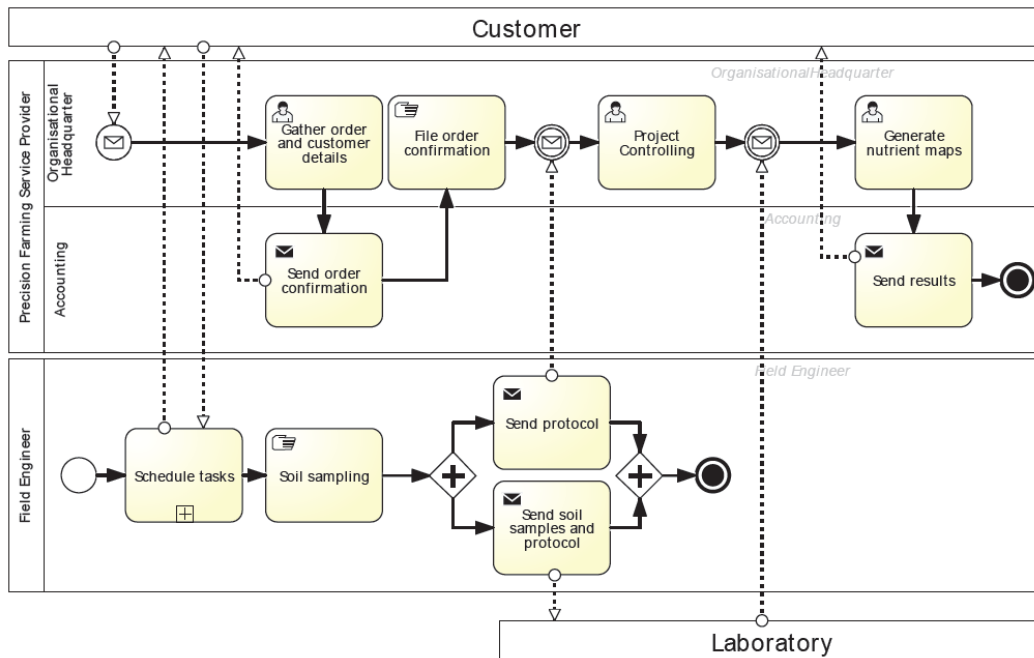 Customer
Precision Farming Service Provider
Organisational
Headquarter
OrganisationalHeadquarter
Gather order
and customer
details
File order
confirmation
Project
Controlling
Generate
nutrient maps
Accounting
Accounting
Send order
confirmation
Send results
Field Engineer
Field Engineer
Schedule tasks
Soil sampling
Send protocol
Send soil
samples and
protocol
Laboratory